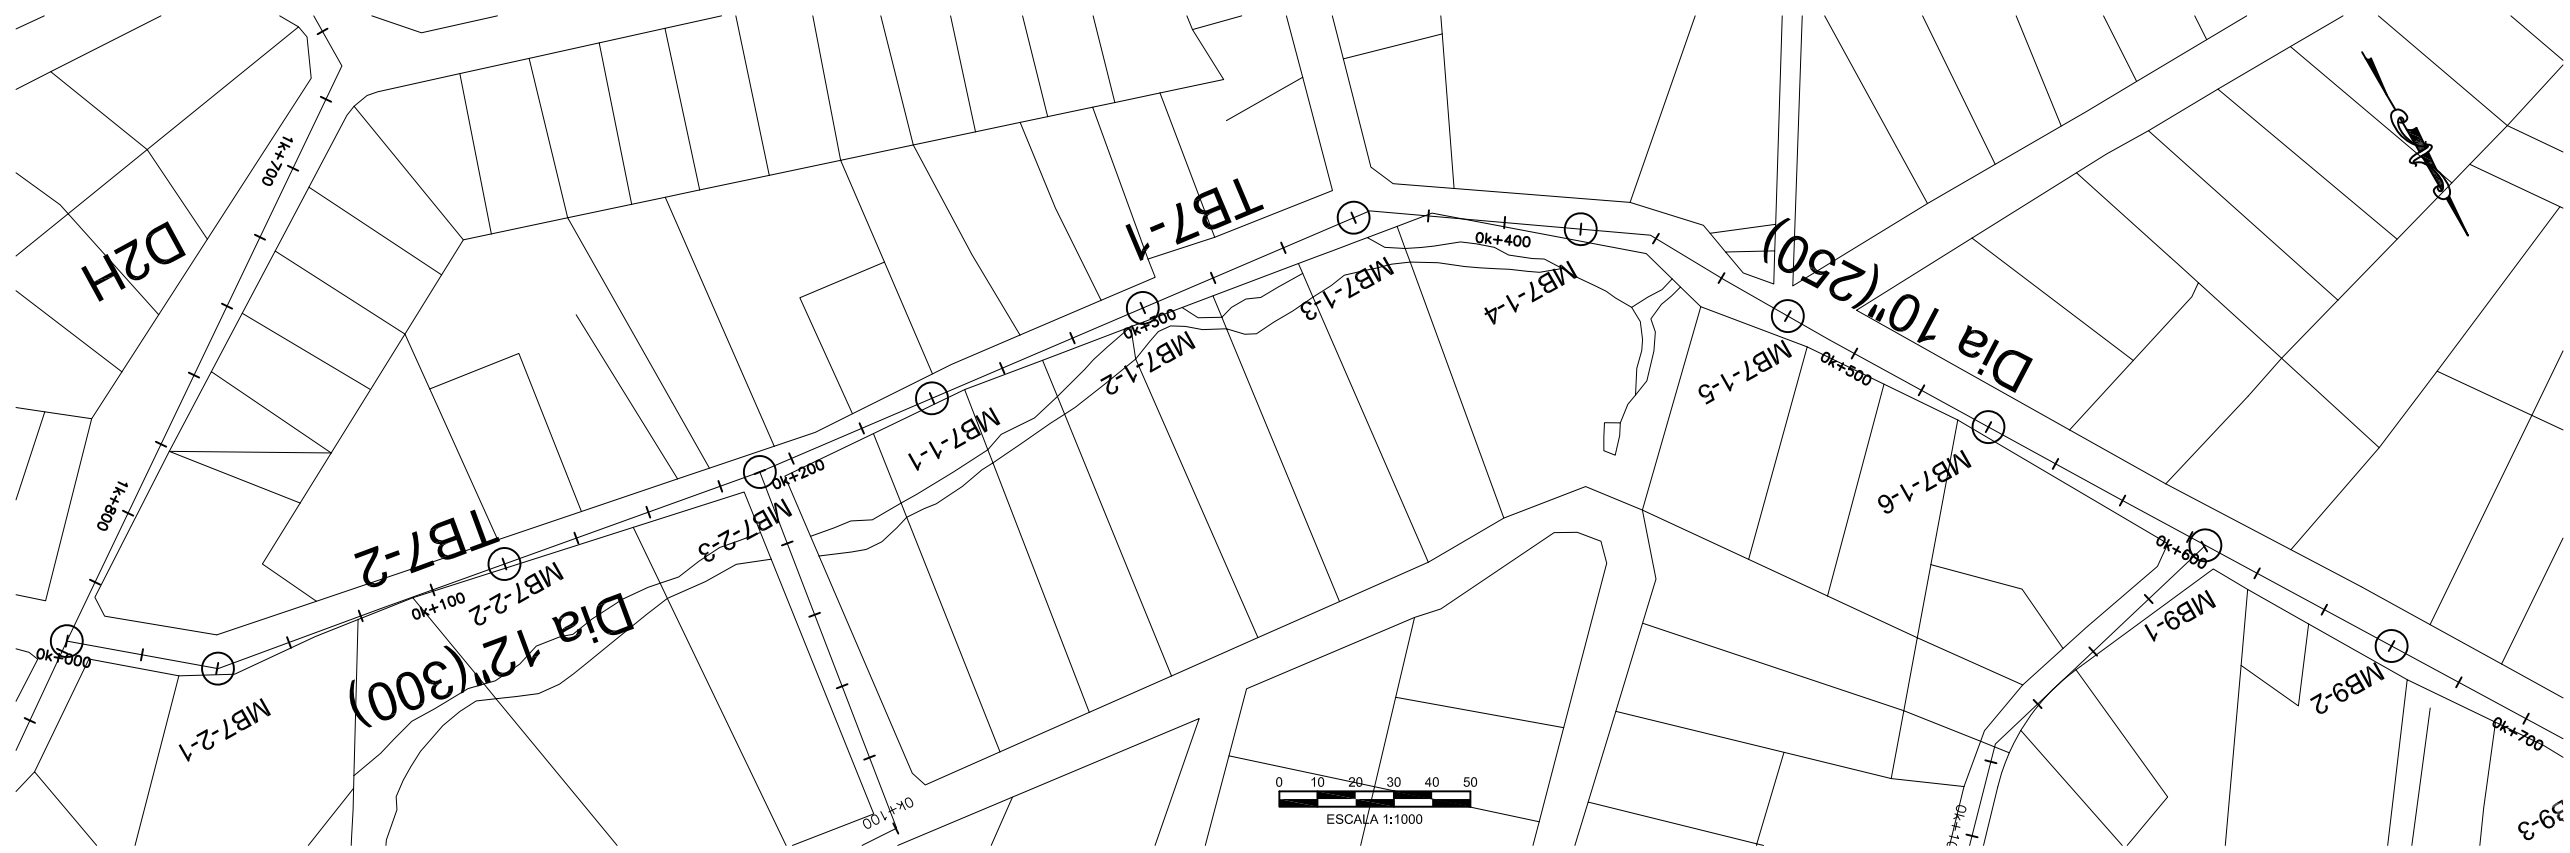 1k+700
D2H
1k+800
TB7-2
TB7-1
Dia 10"(250)
0k+400
0k+300
MB7-1-3
MB7-1-4
MB7-1-2
MB7-1-5
0k+500
MB7-1-1
0k+200
MB7-2-3
MB7-1-6
0k+600
0k+100
MB7-2-2
Dia 12"(300)
MB9-1
0k+000
MB7-2-1
MB9-2
0k+700
0k+100
0 10 20 30 40 50
ESCALA 1:1000